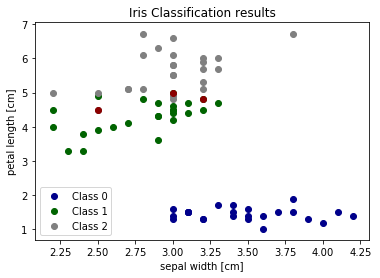 Iris Classification results
petal length [cm]
7
6
5
4
3
2
1
Class 0
Class 1
Class 2
2.25 2.50 2.75 3.00 3.25 3.50 3.75 4.00 4.25
sepal width [cm]